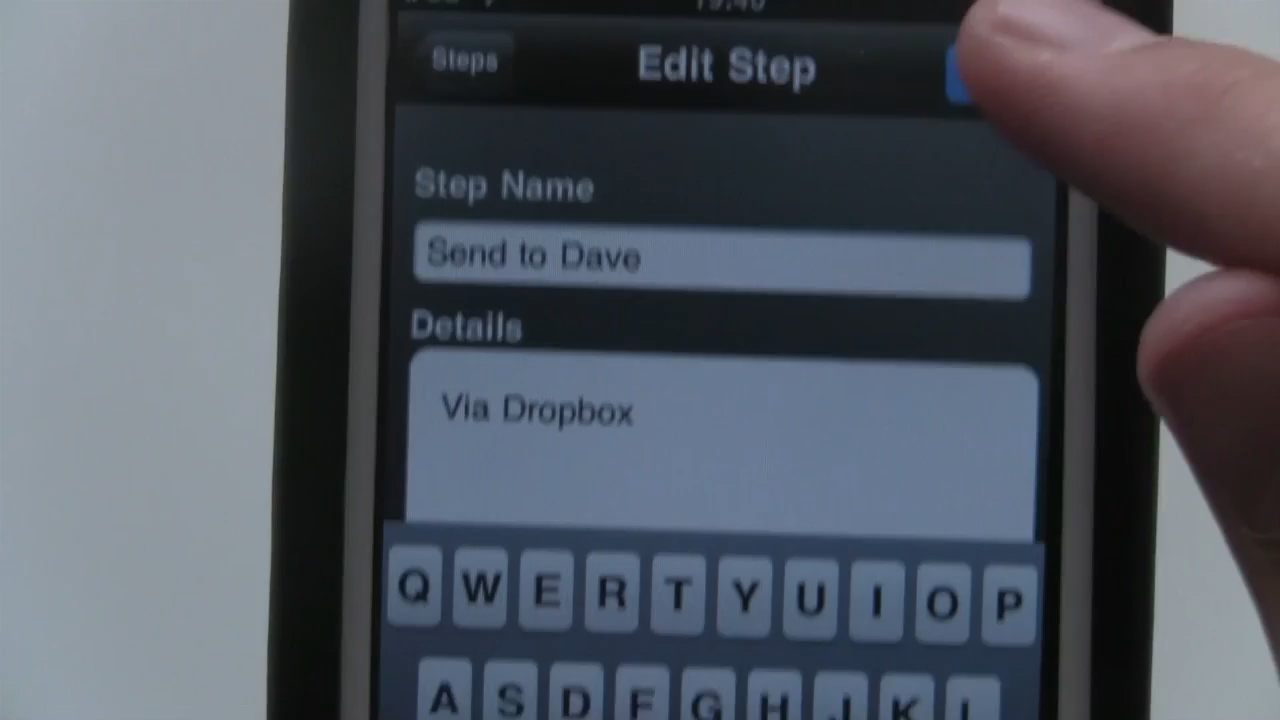 Steps
Edit Step
Step Name
Send to Dave
Details
Via Dropbox
Q W E R T Y U I O P
A S D F G H J K L